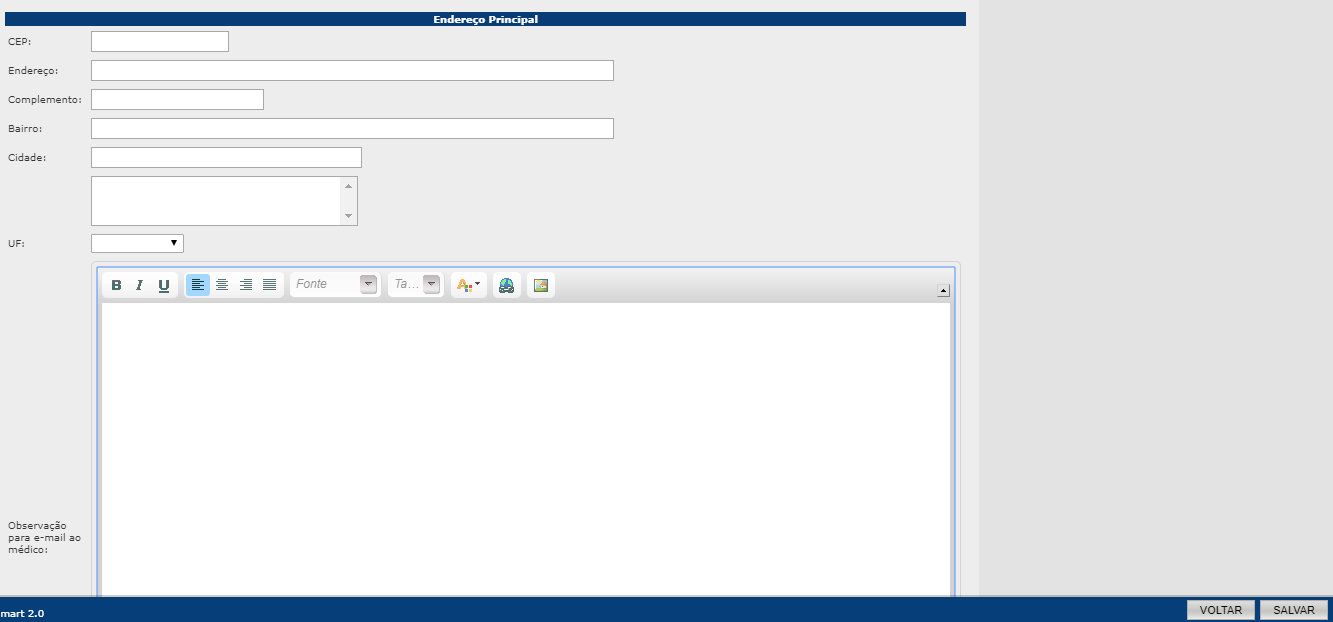 Endereço Principal
CEP:
Endereço:
Complemento:
Bairro:
Cidade:
UF:
B I U Fonte Ta... A
Observação
para e-mail ao
médico:
mart 2.0 VOLTAR SALVAR